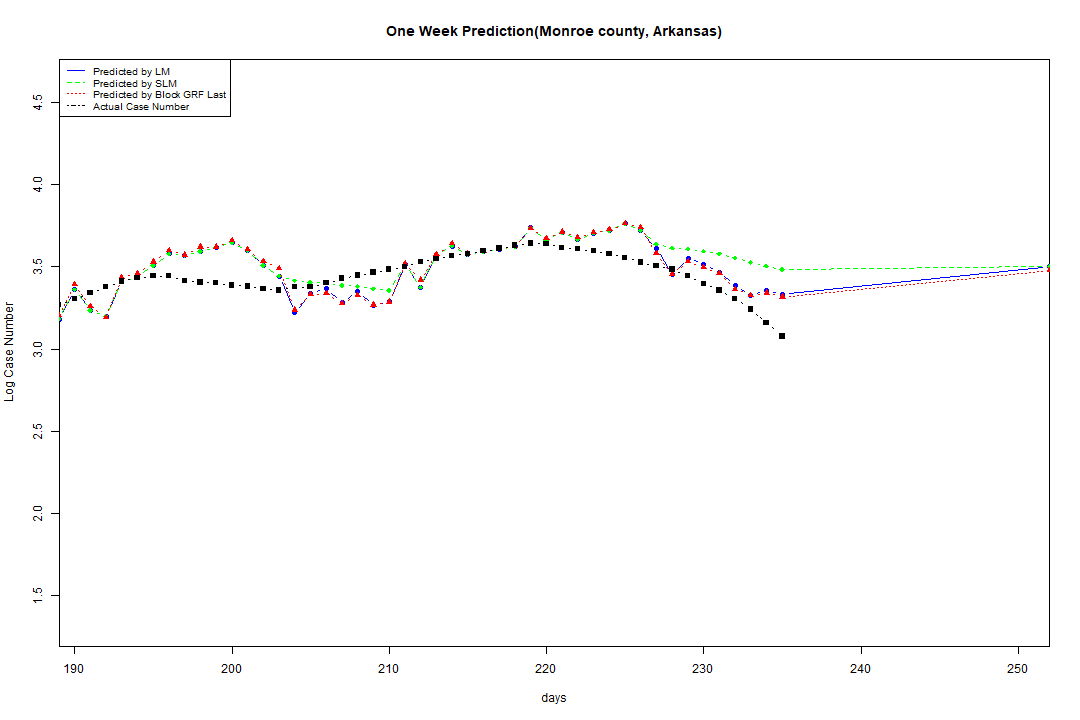 One Week Prediction(Monroe county, Arkansas)
Predicted by LM
Predicted by SLM
Predicted by Block GRF Last
Actual Case Number
4.5
4.0
3.5
3.0
2.5
2.0
1.5
Log Case Number
190 200 210 220 230 240 250
days